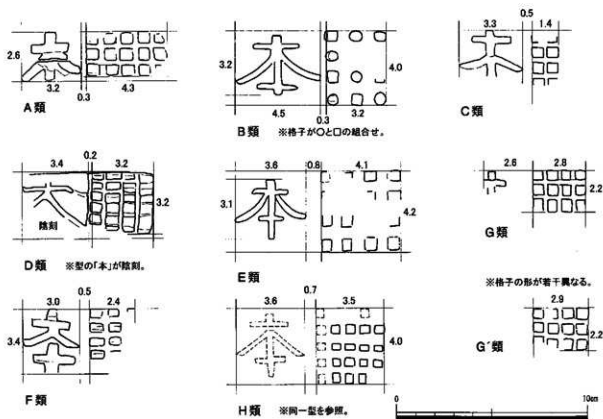 2.6
3.2
0.3
4.3
A類
3.2
4.0
4.5
0.3
3.2
B類 ※格子が○と□の組合せ。
0.5
3.3 1.4
C類
0.2
3.4 3.2
3.2
陰刻
D類 ※型の「本」が陰刻。
3.6 0.8 4.1
3.1
本
4.2
E類
2.6 2.8
2.2
G類
※格子の形が若干異なる。
0.5
3.0 2.4
3.4
本
F類
0.7
3.6 3.5
本
4.0
H類 ※同一型を参照。
2.9
2.2
G´類
0 10cm
本
本